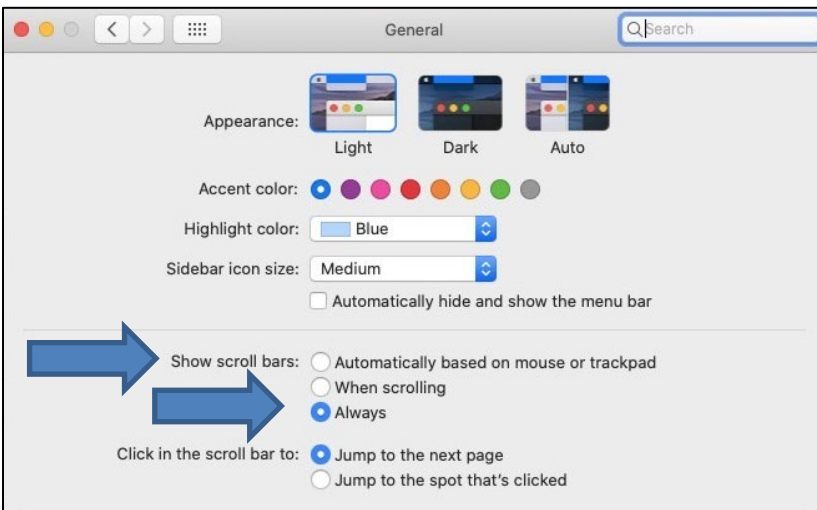 General
Search
Appearance:
Light Dark Auto
Accent color:
Highlight color: Blue
Sidebar icon size: Medium
Automatically hide and show the menu bar
Show scroll bars: Automatically based on mouse or trackpad
When scrolling
Always
Click in the scroll bar to: Jump to the next page
Jump to the spot that's clicked